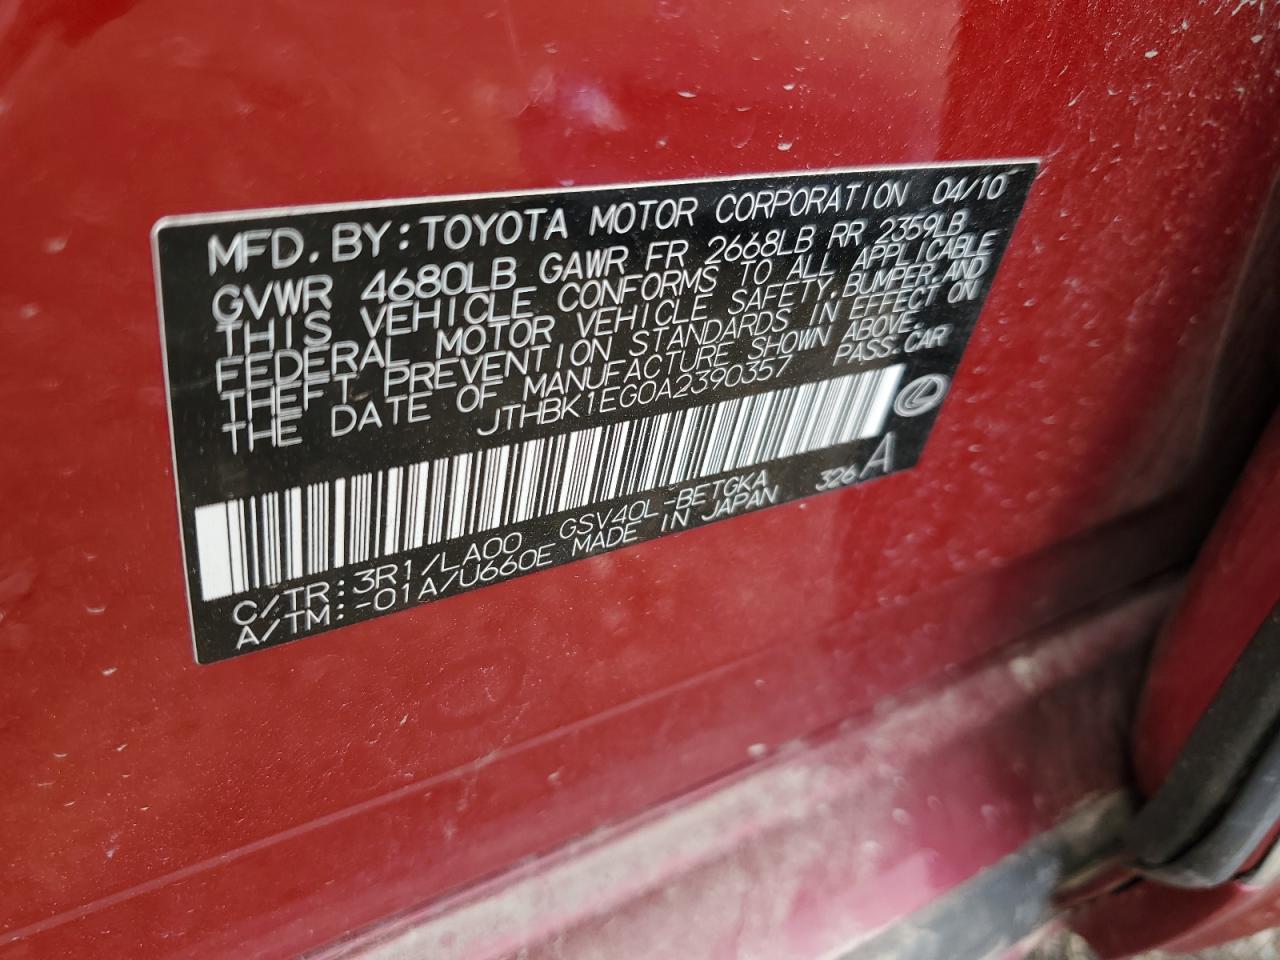 MFD. BY: TOYOTA MOTOR CORPORATION 04/10
GVWR 4680LB GAWR FR 2668LB RR 2359LB
THIS VEHICLE CONFORMS TO ALL APPLICABLE
FEDERAL MOTOR VEHICLE SAFETY, BUMPER, AND
THEFT PREVENTION STANDARDS IN EFFECT ON
THE DATE OF MANUFACTURE SHOWN ABOVE.
JTHBK1EG0A2390357 PASS. CAR
C/TR: 3R1/LA00 GSV40L-BETGKA 326 A
A/TM: -01A/U660E MADE IN JAPAN